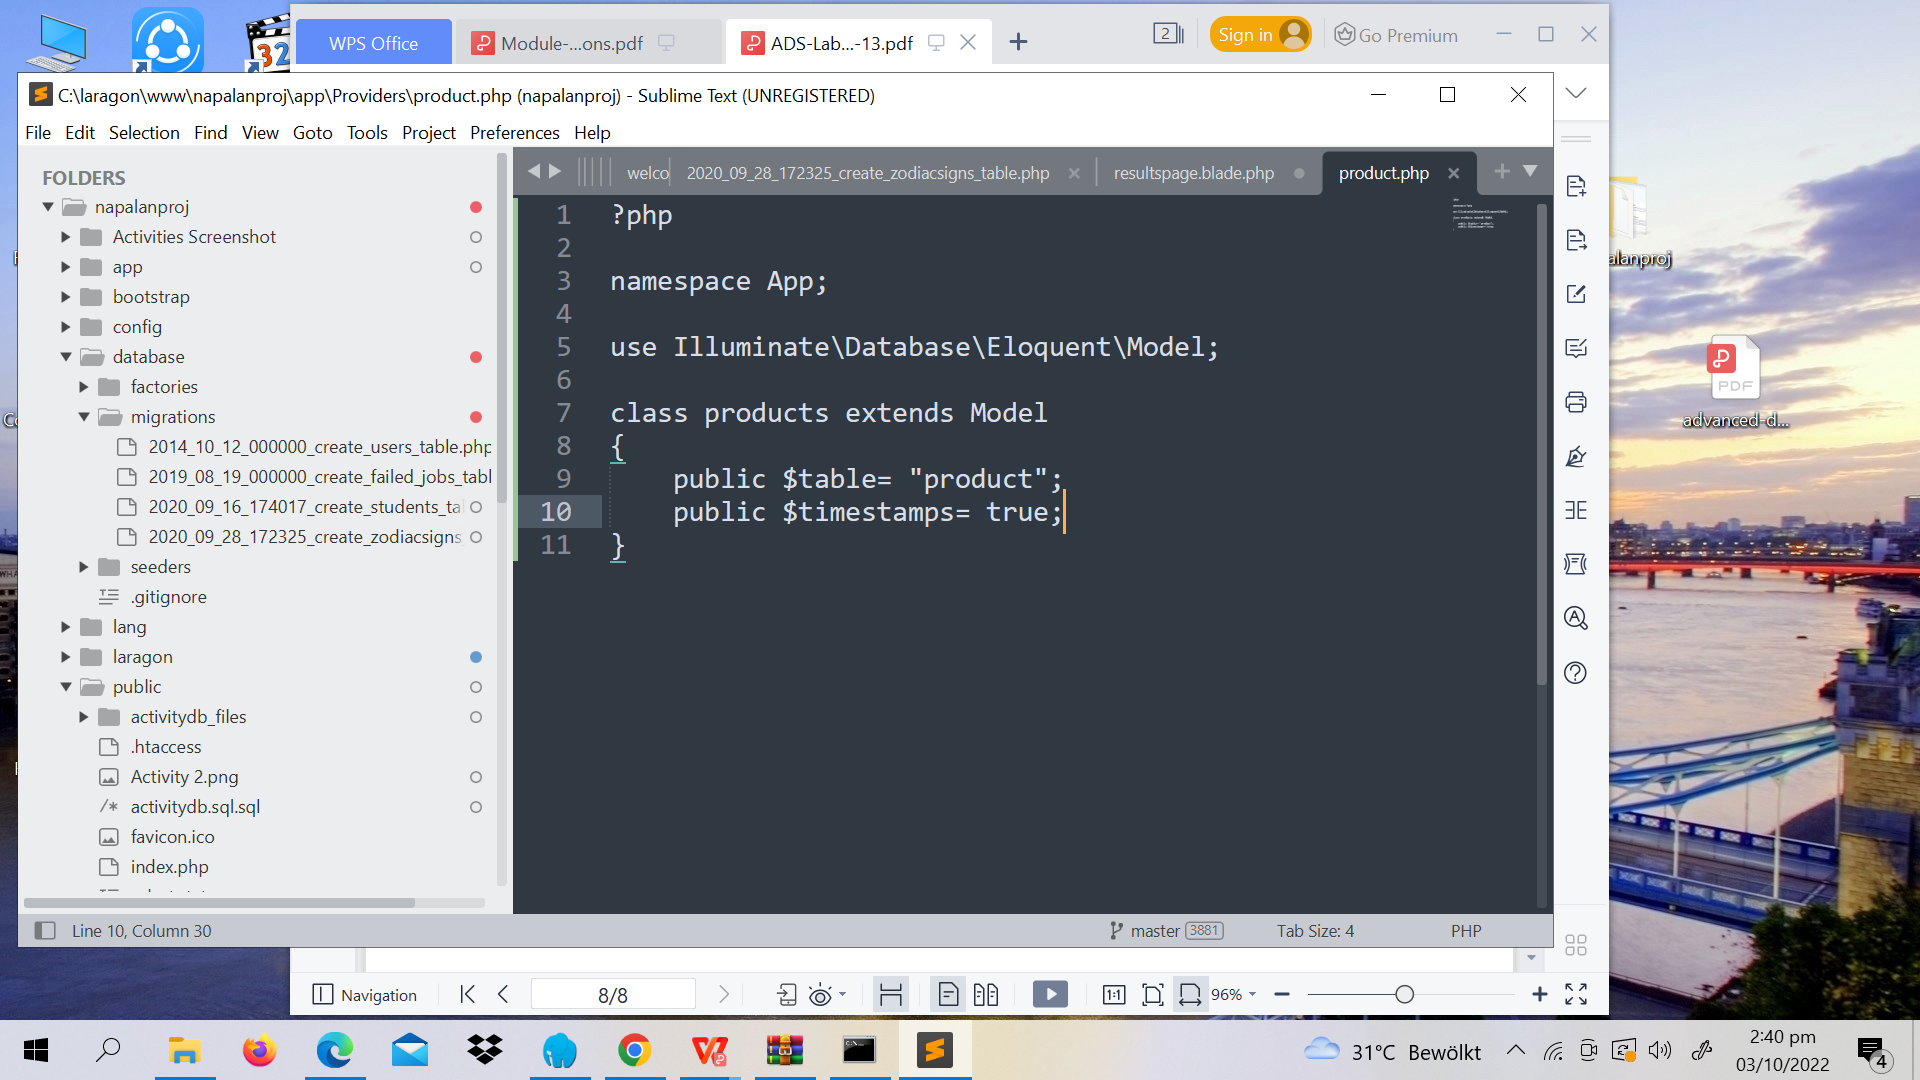 WPS Office
Module-...ons.pdf
ADS-Lab...-13.pdf
2
Sign in
Go Premium
C:\laragon\www\napalanproj\app\Providers\product.php (napalanproj) - Sublime Text (UNREGISTERED)
File Edit Selection Find View Goto Tools Project Preferences Help
FOLDERS
napalanproj
Activities Screenshot
app
bootstrap
config
database
factories
migrations
2014_10_12_000000_create_users_table.php
2019_08_19_000000_create_failed_jobs_tabl
2020_09_16_174017_create_students_ta
2020_09_28_172325_create_zodiacsigns_
seeders
.gitignore
lang
laragon
public
activitydb_files
.htaccess
Activity 2.png
activitydb.sql.sql
favicon.ico
index.php
welco
2020_09_28_172325_create_zodiacsigns_table.php
resultspage.blade.php
product.php
1 ?php
2
3 namespace App;
4
5 use Illuminate\Database\Eloquent\Model;
6
7 class products extends Model
8 {
9 public $table= "product";
10 public $timestamps= true;
11 }
Line 10, Column 30
master 3881
Tab Size: 4
PHP
alanproj
PDF
advanced-d...
Navigation
8/8
1:1
96%
31°C Bewölkt
2:40 pm
03/10/2022
4